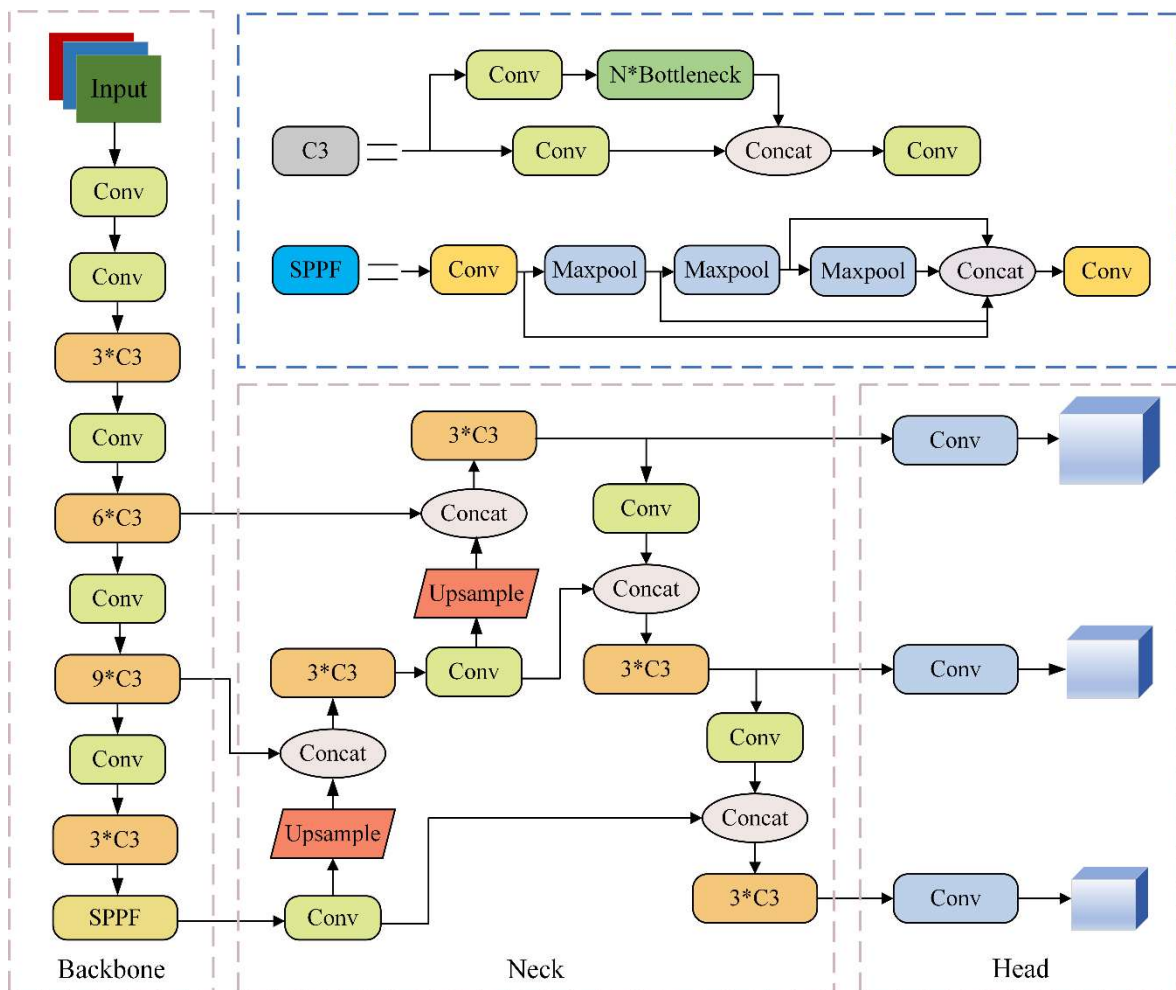 Input
Conv
Conv
3*C3
Conv
6*C3
Conv
9*C3
Conv
3*C3
SPPF
Backbone
Conv
N*Bottleneck
C3
Conv
Concat
Conv
SPPF
Conv
Maxpool
Maxpool
Maxpool
Concat
Conv
3*C3
Concat
Upsample
3*C3
Conv
Concat
Upsample
Conv
Conv
Concat
3*C3
Conv
Concat
3*C3
Neck
Conv
Conv
Conv
Head